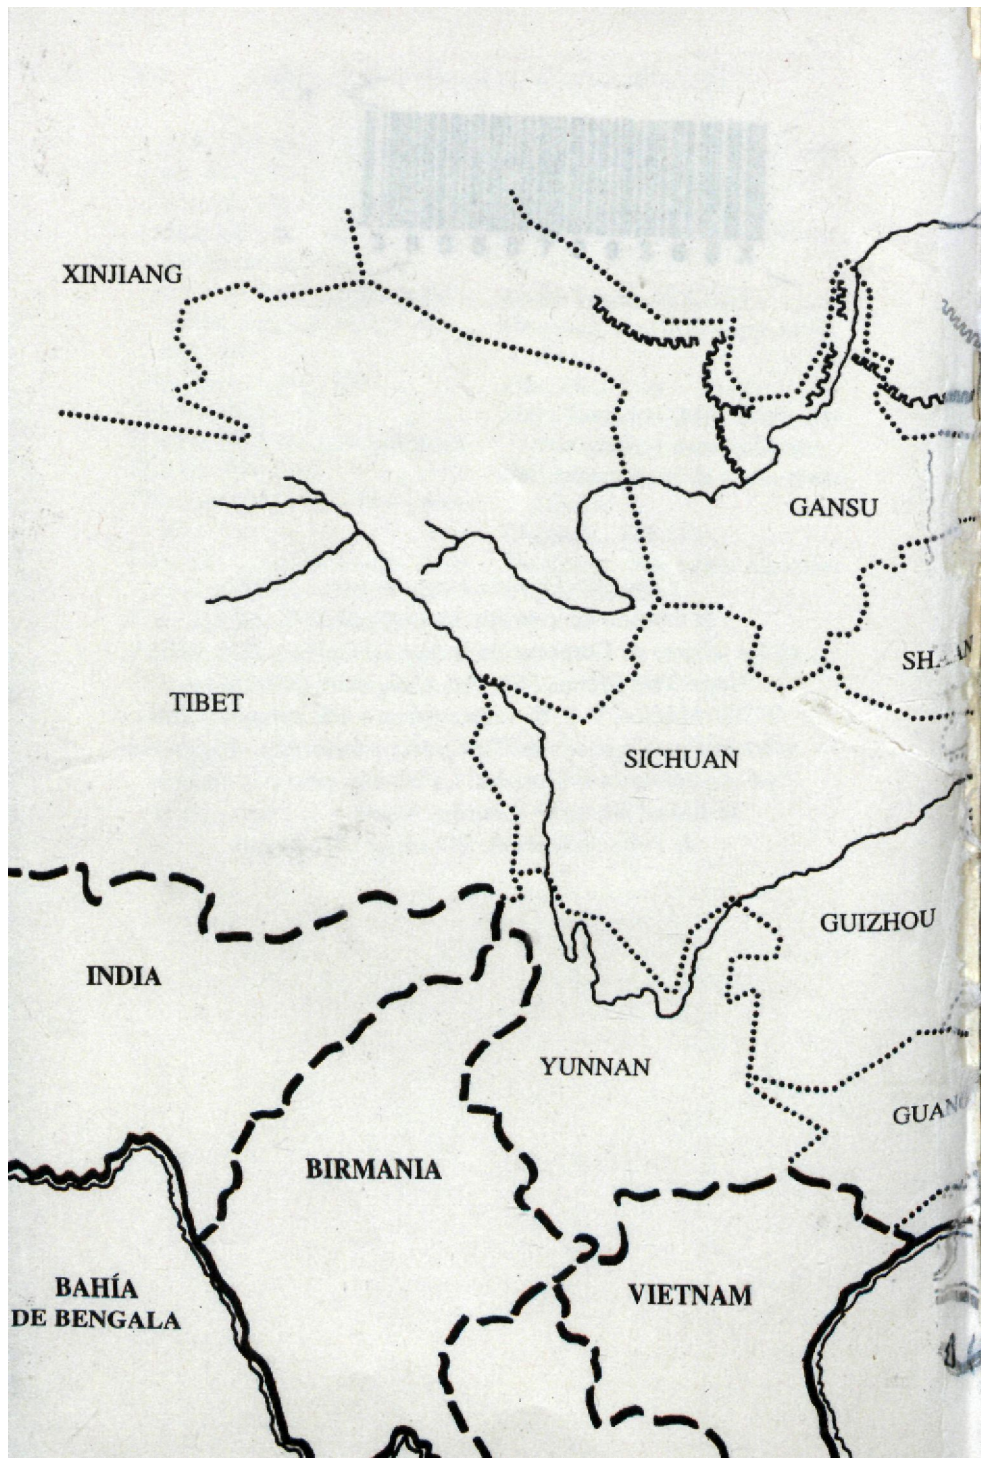 XINJIANG
GANSU
TIBET
SICHUAN
GUIZHOU
INDIA
YUNNAN
BIRMANIA
BAHÍA
DE BENGALA
VIETNAM